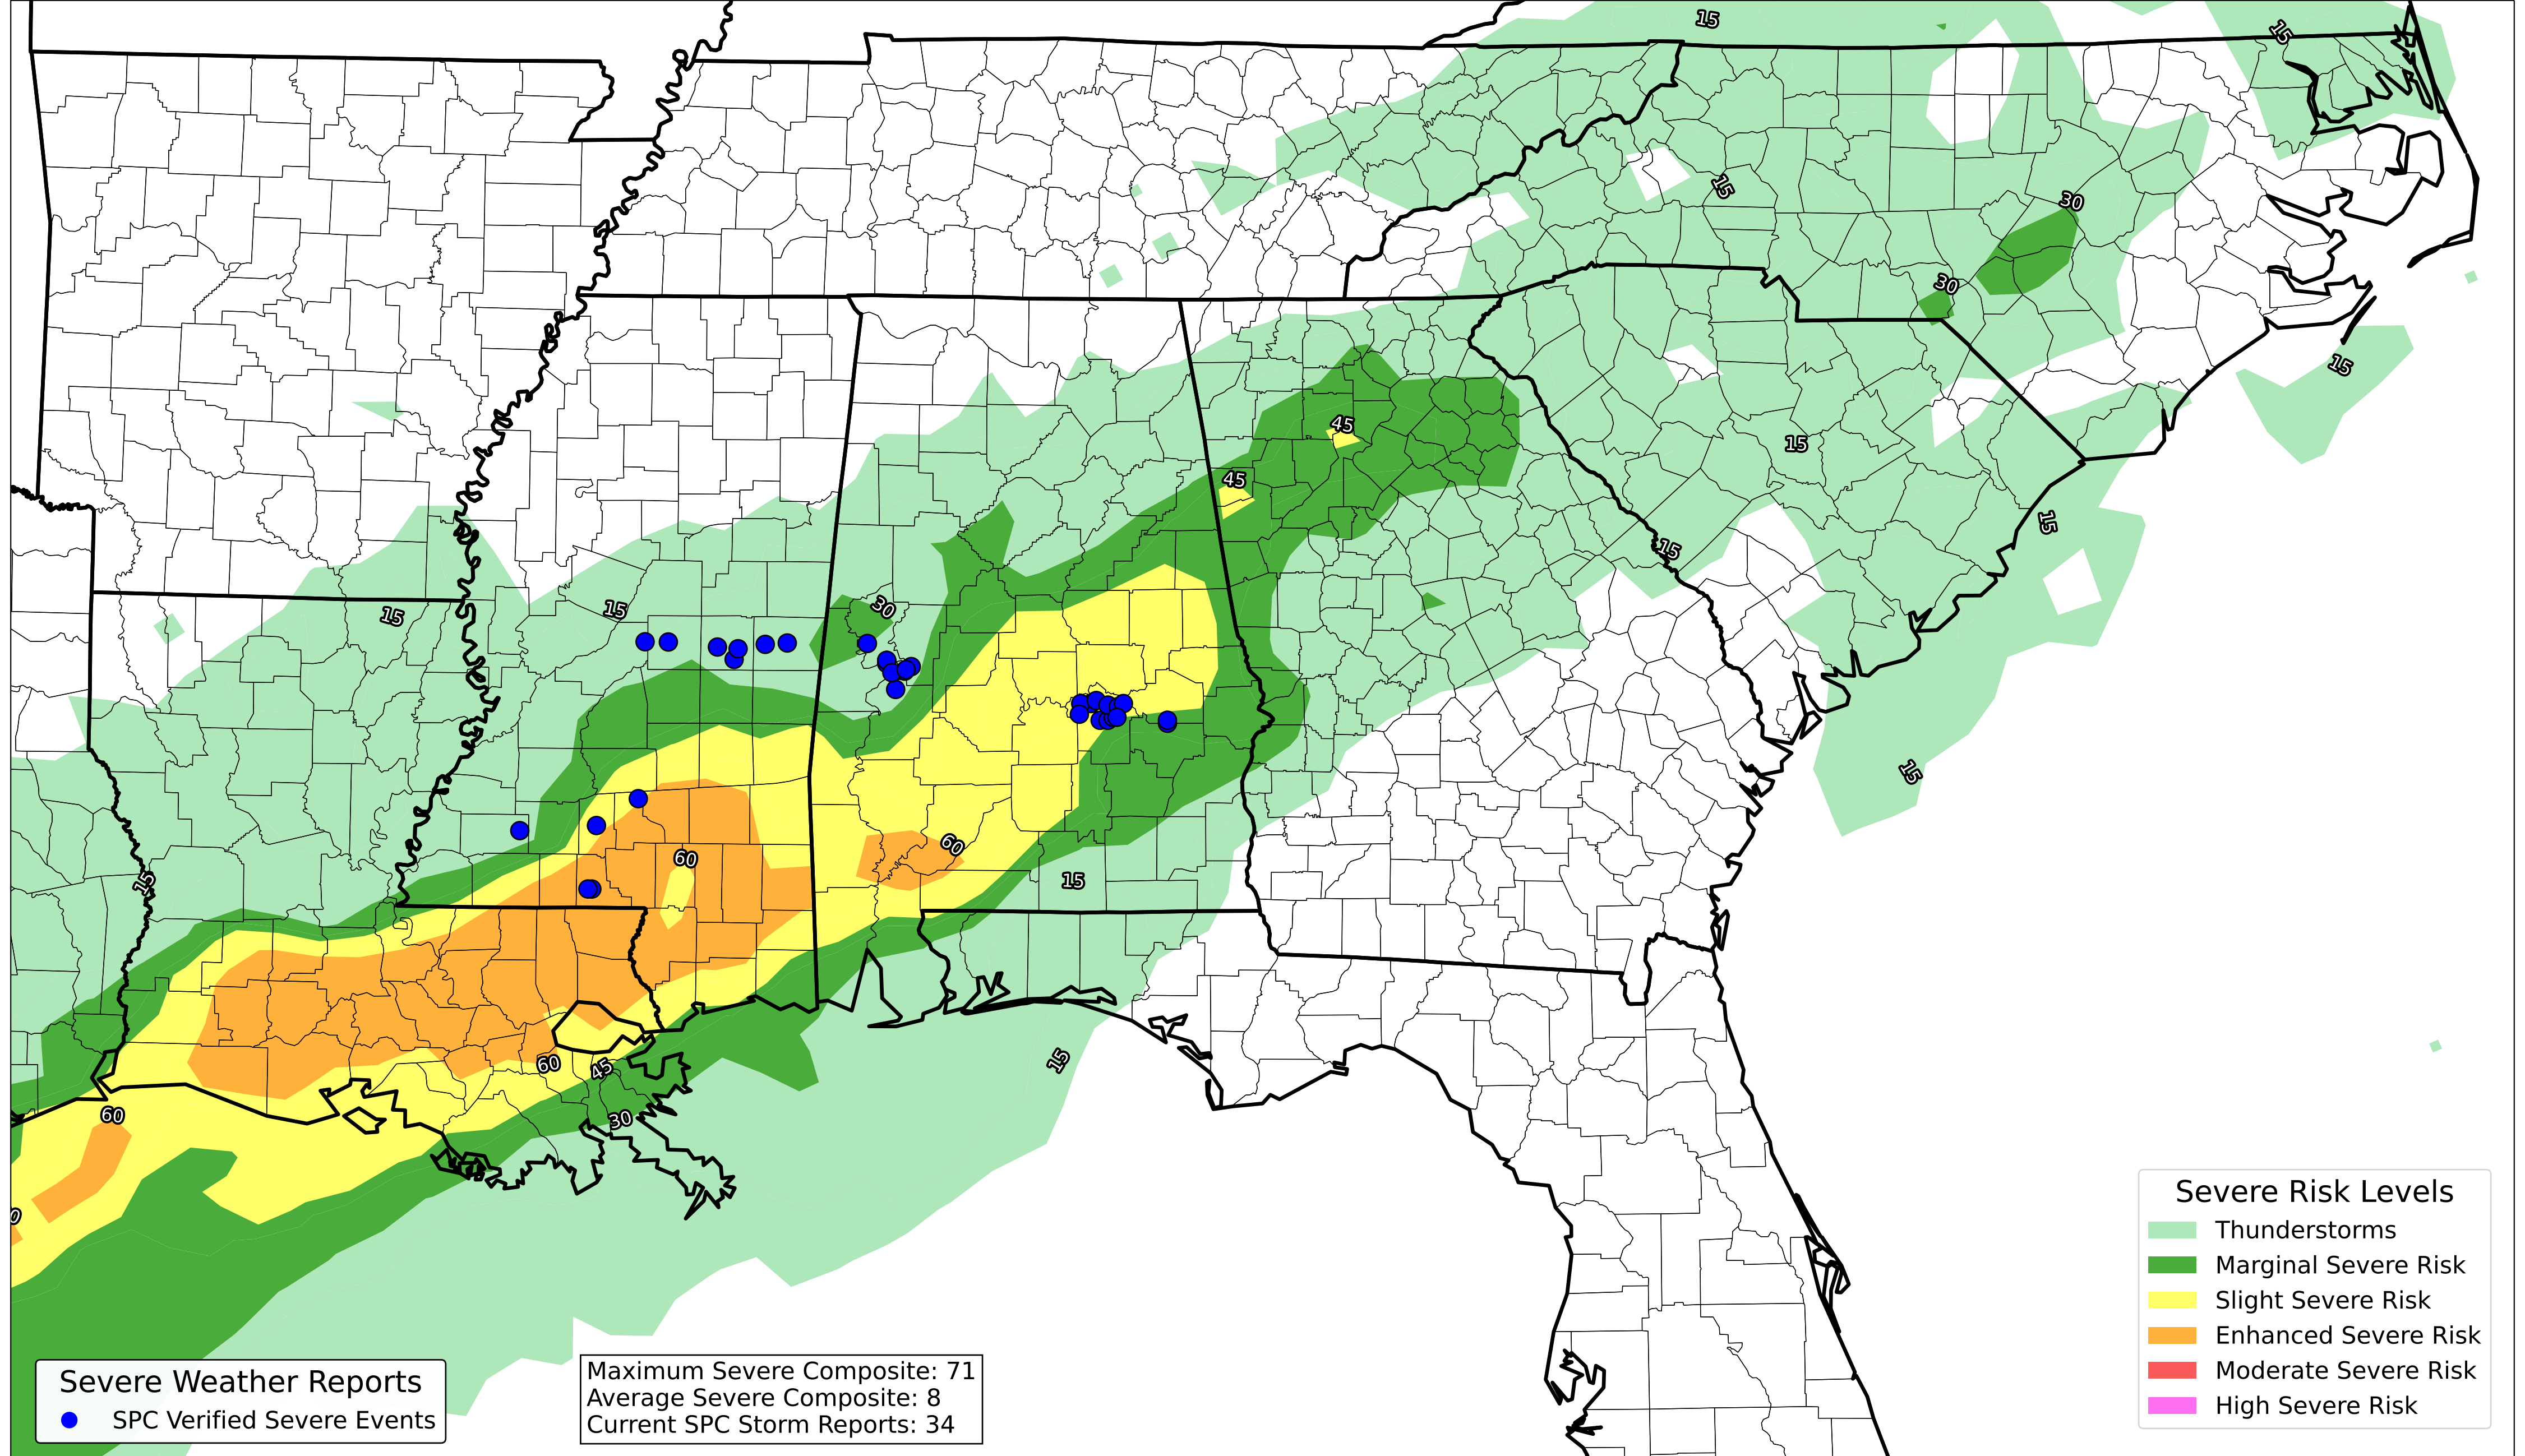 15
15
15
30
30
45
45
15
15
15
30
15
15
15
60
60
15
15
15
15
60
45
60
30
0
Severe Weather Reports
SPC Verified Severe Events
Maximum Severe Composite: 71
Average Severe Composite: 8
Current SPC Storm Reports: 34
Severe Risk Levels
Thunderstorms
Marginal Severe Risk
Slight Severe Risk
Enhanced Severe Risk
Moderate Severe Risk
High Severe Risk